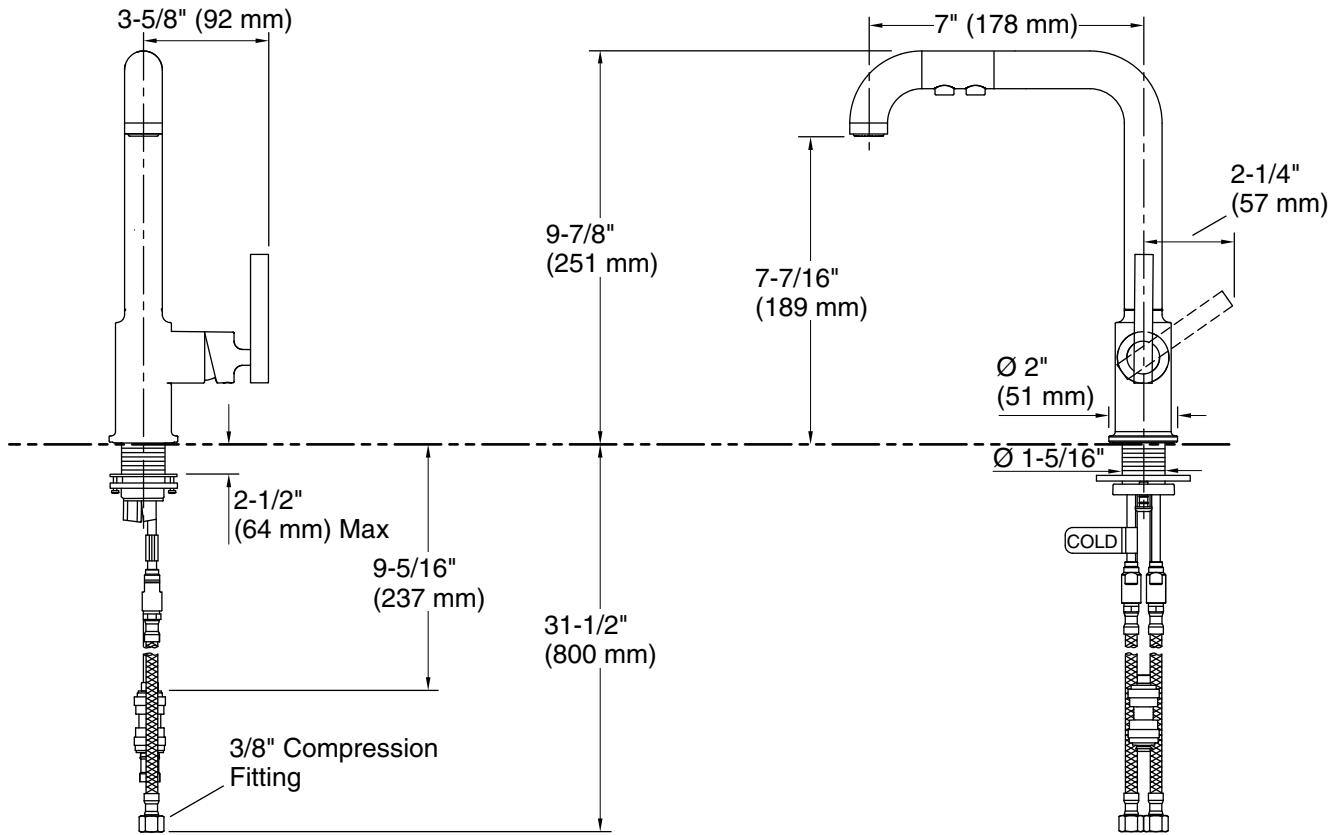 3-5/8" (92 mm)
7" (178 mm)
2-1/4"
(57 mm)
9-7/8"
(251 mm)
7-7/16"
(189 mm)
Ø 2"
(51 mm)
Ø 1-5/16"
2-1/2"
(64 mm) Max
COLD
9-5/16"
(237 mm)
31-1/2"
(800 mm)
3/8" Compression
Fitting